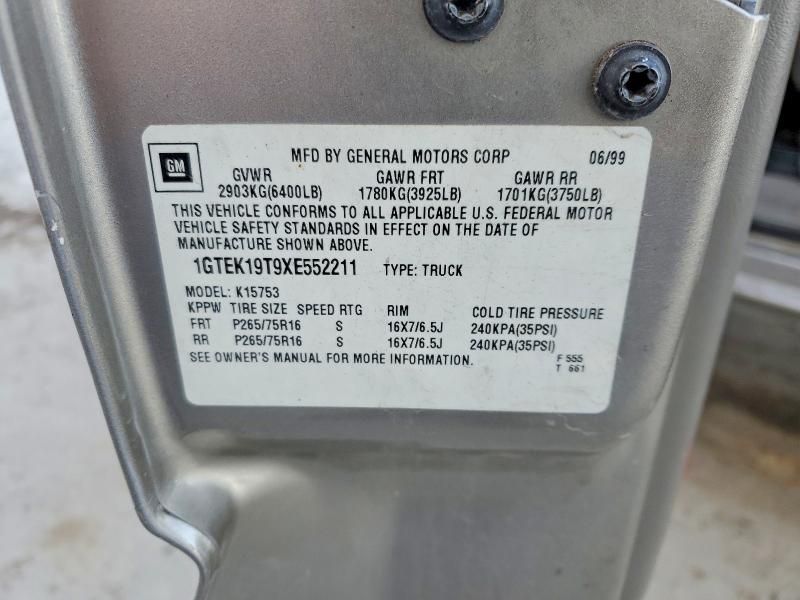 GM
MFD BY GENERAL MOTORS CORP 06/99
GVWR GAWR FRT GAWR RR
2903KG(6400LB) 1780KG(3925LB) 1701KG(3750LB)
THIS VEHICLE CONFORMS TO ALL APPLICABLE U.S. FEDERAL MOTOR
VEHICLE SAFETY STANDARDS IN EFFECT ON THE DATE OF
MANUFACTURE SHOWN ABOVE.
1GTEK19T9XE552211 TYPE: TRUCK
MODEL: K15753
KPPW TIRE SIZE SPEED RTG RIM COLD TIRE PRESSURE
FRT P265/75R16 S 16X7/6.5J 240KPA(35PSI)
RR P265/75R16 S 16X7/6.5J 240KPA(35PSI)
SEE OWNER'S MANUAL FOR MORE INFORMATION.
F 555
T 661